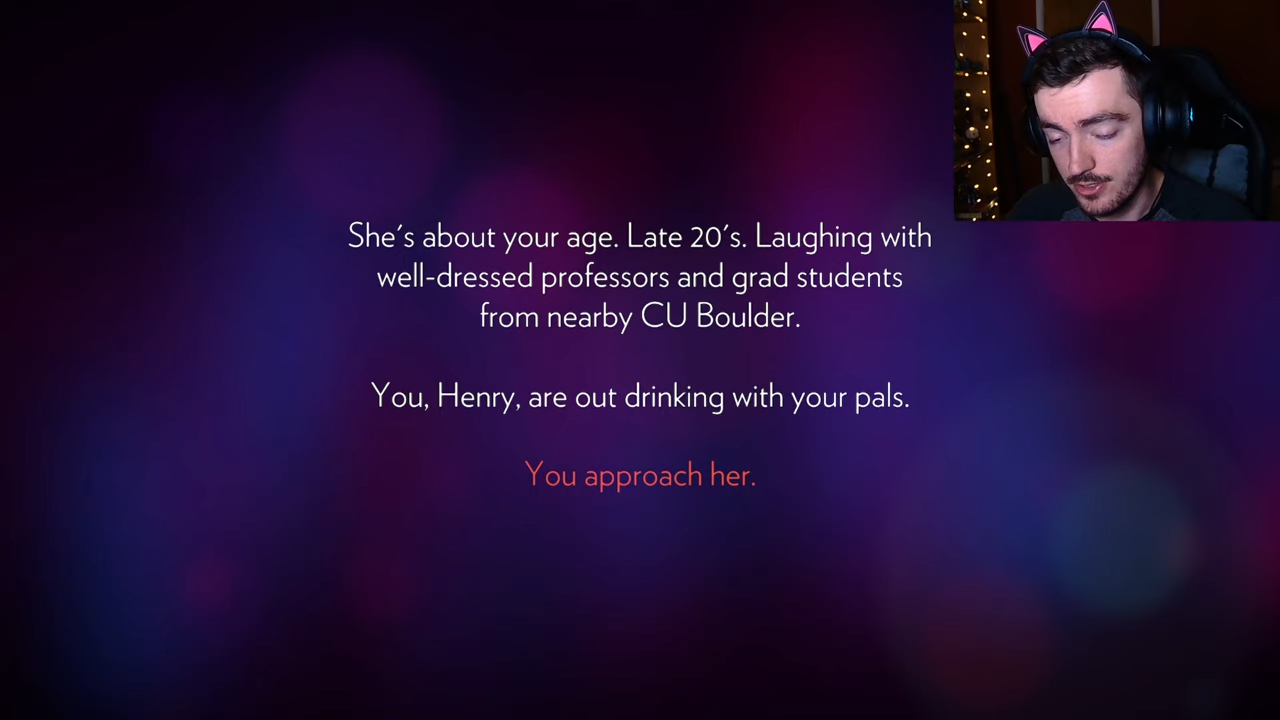 She's about your age. Late 20's. Laughing with
well-dressed professors and grad students
from nearby CU Boulder.
You, Henry, are out drinking with your pals.
You approach her.